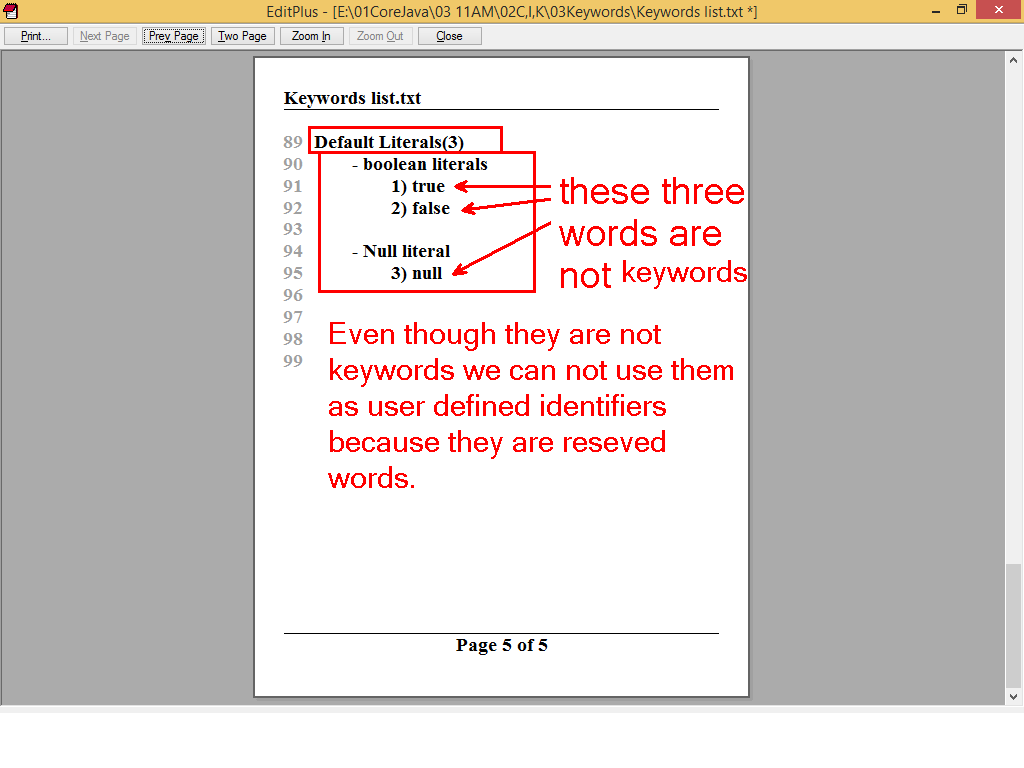 EditPlus - [E:\01CoreJava\03 11AM\02C,I,K\03Keywords\Keywords list.txt *]
Print... Next Page Prev Page Two Page Zoom In Zoom Out Close
Keywords list.txt
89 Default Literals(3)
90 - boolean literals
91 1) true
92 2) false
93
94 - Null literal
95 3) null
96
97
98
99
these three
words are
not keywords
Even though they are not
keywords we can not use them
as user defined identifiers
because they are reseved
words.
Page 5 of 5